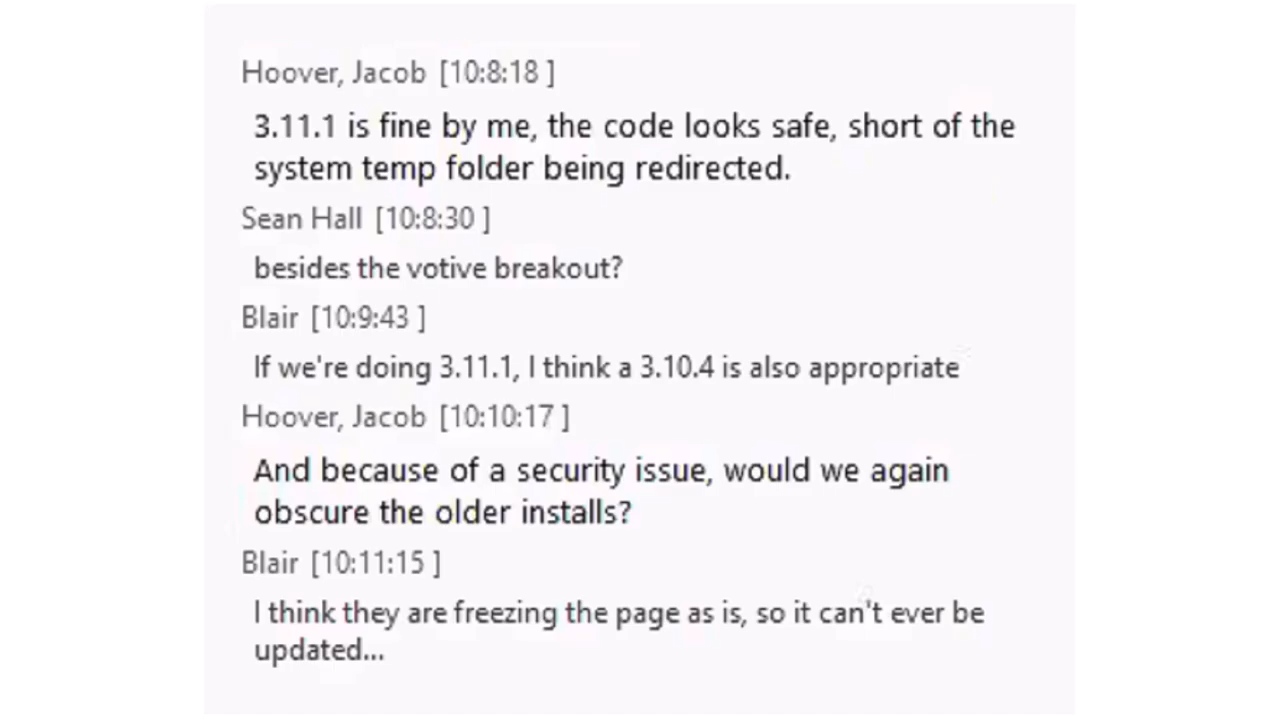 Hoover, Jacob [10:8:18 ]
3.11.1 is fine by me, the code looks safe, short of the
system temp folder being redirected.
Sean Hall [10:8:30 ]
besides the votive breakout?
Blair [10:9:43 ]
If we're doing 3.11.1, I think a 3.10.4 is also appropriate
Hoover, Jacob [10:10:17 ]
And because of a security issue, would we again
obscure the older installs?
Blair [10:11:15 ]
I think they are freezing the page as is, so it can't ever be
updated...